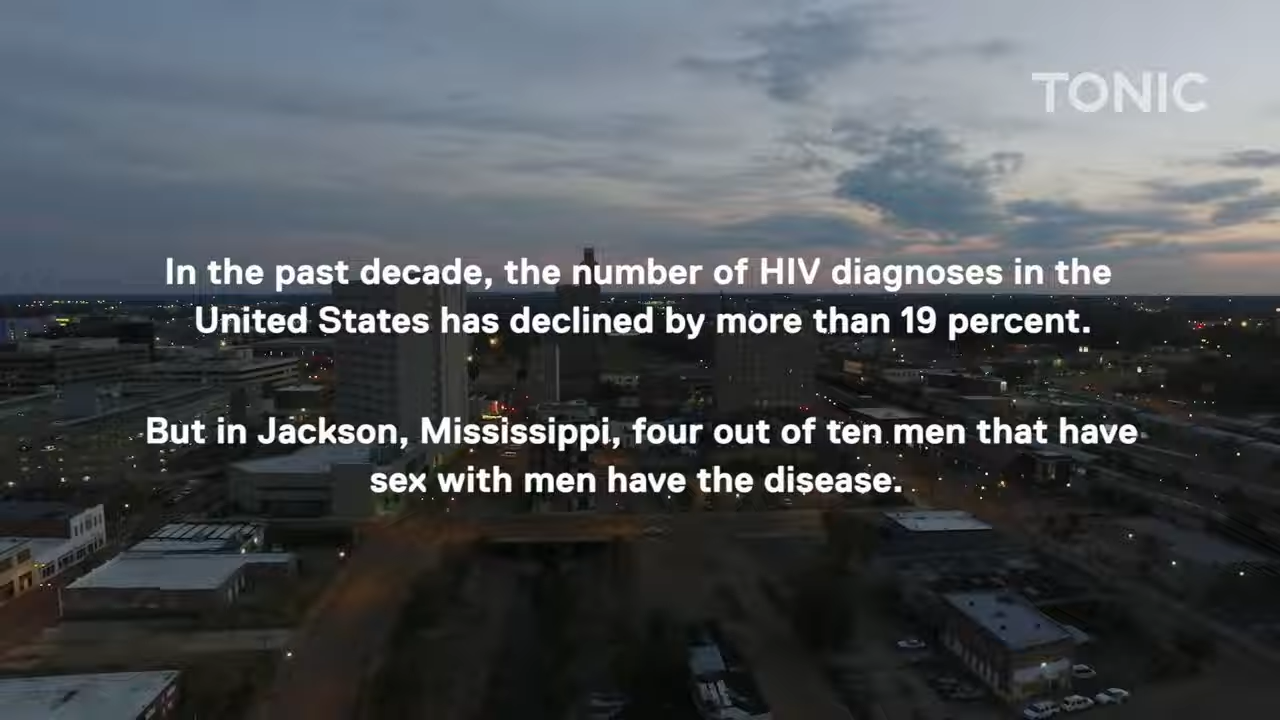 TONIC
In the past decade, the number of HIV diagnoses in the
United States has declined by more than 19 percent.
But in Jackson, Mississippi, four out of ten men that have
sex with men have the disease.